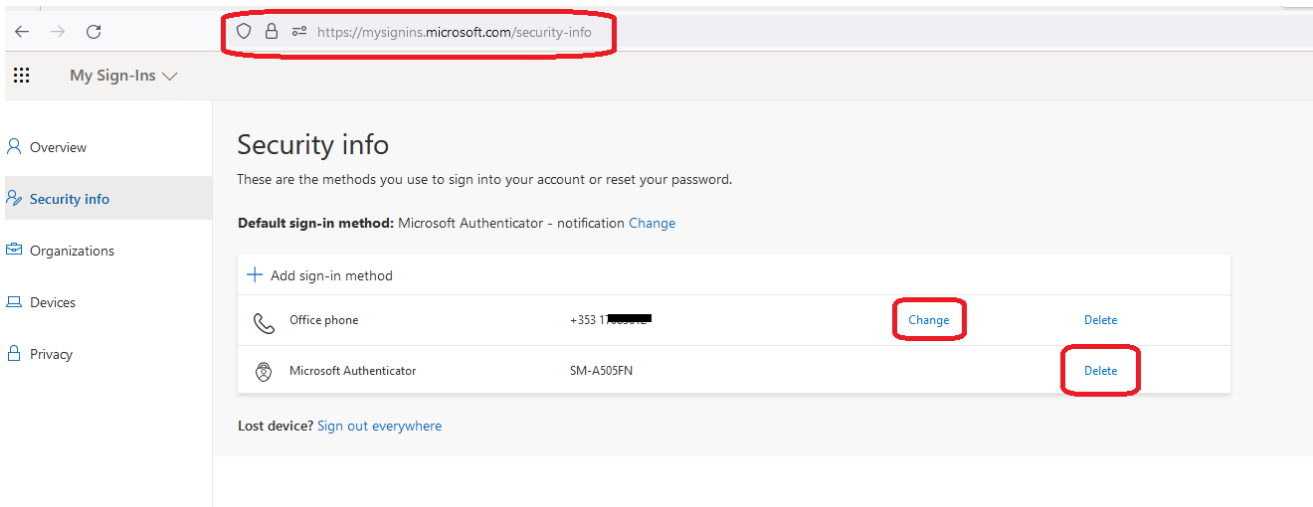 https://mysignins.microsoft.com/security-info
My Sign-Ins
Overview
Security info
Organizations
Devices
Privacy
Security info
These are the methods you use to sign into your account or reset your password.
Default sign-in method: Microsoft Authenticator - notification Change
Add sign-in method
Office phone +353 1 Change Delete
Microsoft Authenticator SM-A505FN Delete
Lost device? Sign out everywhere